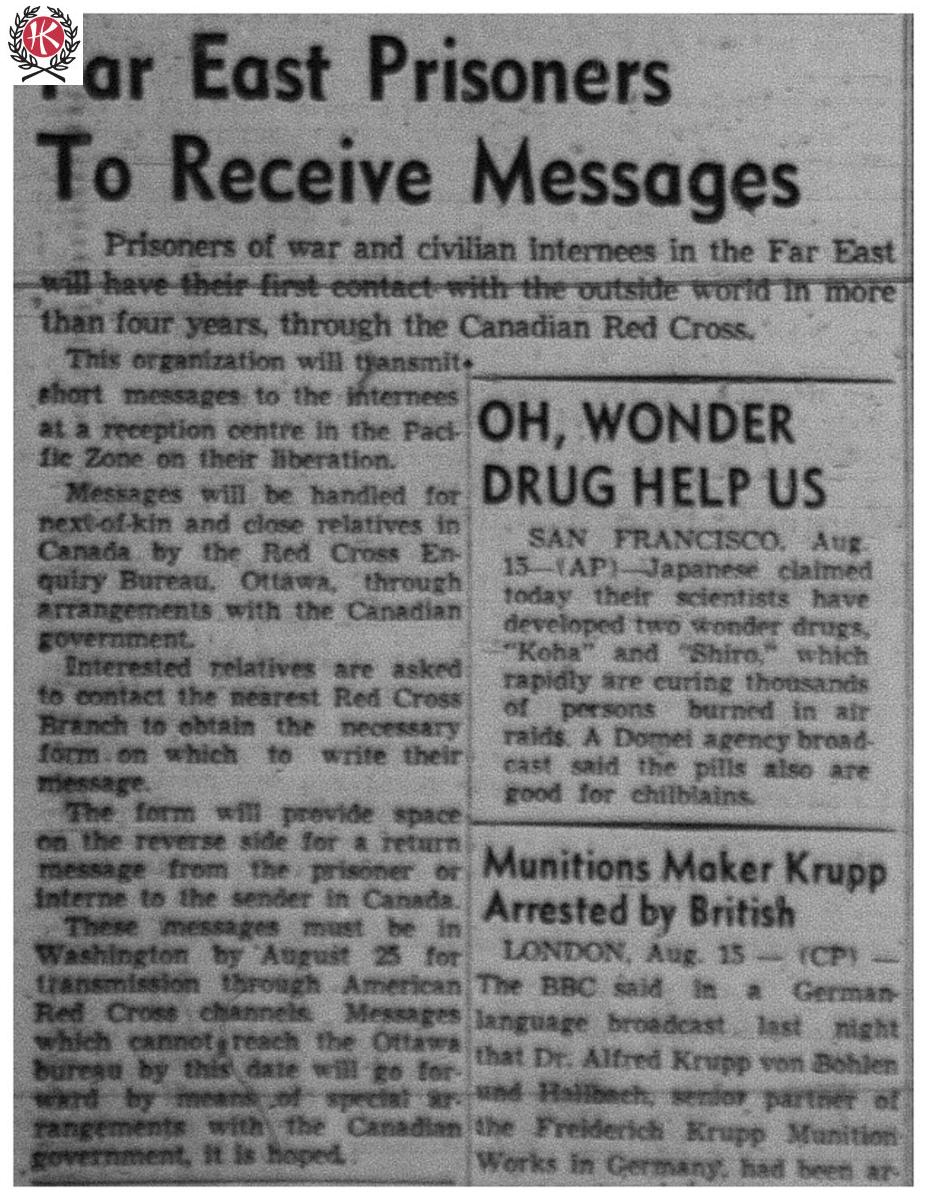 HK
Far East Prisoners
To Receive Messages
Prisoners of war and civilian internees in the Far East
will have their first contact with the outside world in more
than four years, through the Canadian Red Cross.
This organization will transmit
short messages to the internees
at a reception centre in the Paci-
fic Zone on their liberation.
Messages will be handled for
next-of-kin and close relatives in
Canada by the Red Cross En-
quiry Bureau, Ottawa, through
arrangements with the Canadian
government.
Interested relatives are asked
to contact the nearest Red Cross
Branch to obtain the necessary
form on which to write their
message.
The form will provide space
on the reverse side for a return
message from the prisoner or
interne to the sender in Canada.
These messages must be in
Washington by August 25 for
transmission through American
Red Cross channels. Messages
which cannot reach the Ottawa
bureau by this date will go for-
ward by means of special ar-
rangements with the Canadian
government, it is hoped.
OH, WONDER
DRUG HELP US
SAN FRANCISCO, Aug.
15—(AP)—Japanese claimed
today their scientists have
developed two wonder drugs,
"Koha" and "Shiro," which
rapidly are curing thousands
of persons burned in air
raids. A Domei agency broad-
cast said the pills also are
good for chilblains.
Munitions Maker Krupp
Arrested by British
LONDON, Aug. 15 — (CP) —
The BBC said in a German-
language broadcast last night
that Dr. Alfred Krupp von Bohlen
und Hallbach, senior partner of
the Freiderich Krupp Munition
Works in Germany, had been ar-